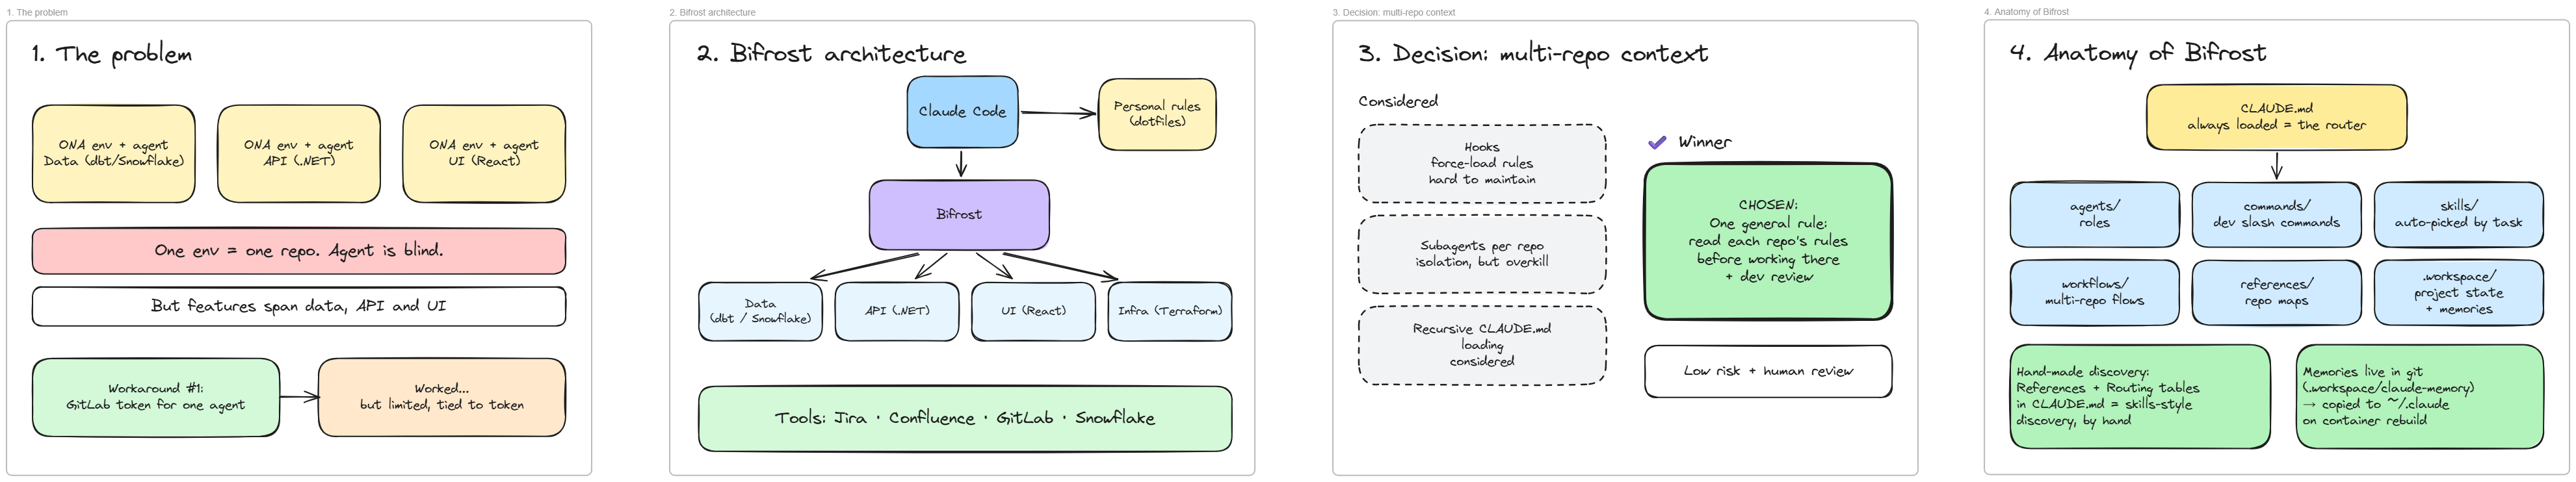 1. The problem
1. The problem
ONA env + agent
Data (dbt/Snowflake)
ONA env + agent
API (.NET)
ONA env + agent
UI (React)
One env = one repo. Agent is blind.
But features span data, API and UI
Workaround #1:
GitLab token for one agent
Worked...
but limited, tied to token
2. Bifrost architecture
2. Bifrost architecture
Claude Code
Personal rules
(dotfiles)
Bifrost
Data
(dbt / Snowflake)
API (.NET)
UI (React)
Infra (Terraform)
Tools: Jira · Confluence · GitLab · Snowflake
3. Decision: multi-repo context
3. Decision: multi-repo context
Considered
Hooks
force-load rules
hard to maintain
Subagents per repo
isolation, but overkill
Recursive CLAUDE.md
loading
considered
Winner
CHOSEN:
One general rule:
read each repo's rules
before working there
+ dev review
Low risk + human review
4. Anatomy of Bifrost
4. Anatomy of Bifrost
CLAUDE.md
always loaded = the router
agents/
roles
commands/
dev slash commands
skills/
auto-picked by task
workflows/
multi-repo flows
references/
repo maps
.workspace/
project state
+ memories
Hand-made discovery:
References + Routing tables
in CLAUDE.md = skills-style
discovery, by hand
Memories live in git
(.workspace/claude-memory)
→ copied to ~/.claude
on container rebuild